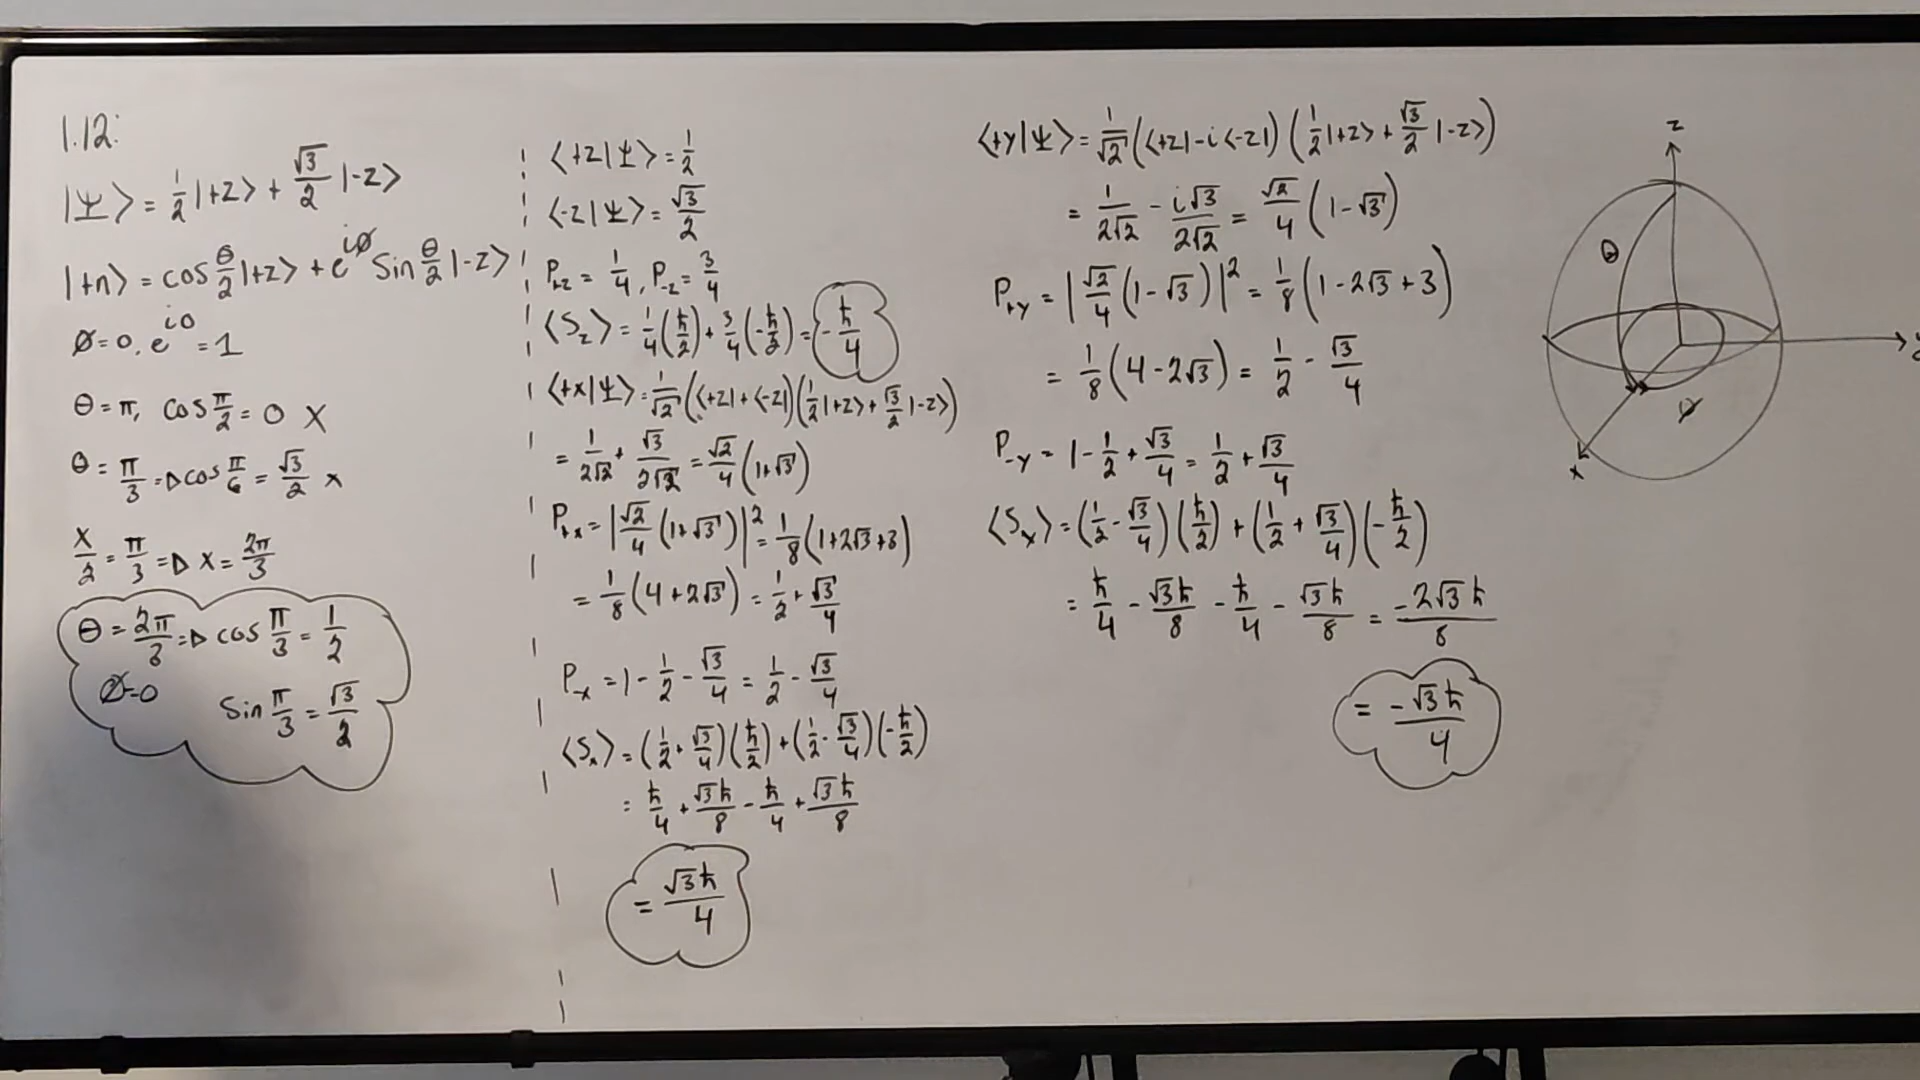 1.12:
|Ψ⟩ = 1/2 |+z⟩ + √3/2 |-z⟩
|+n⟩ = cos θ/2 |+z⟩ + e^{iø} sin θ/2 |-z⟩
ø=0, e^{i0} = 1
θ = π, cos π/2 = 0 X
θ = π/3 =▷ cos π/6 = √3/2 x
x/2 = π/3 =▷ x = 2π/3
θ = 2π/3 =▷ cos π/3 = 1/2
ø=0 sin π/3 = √3/2
⟨+z|Ψ⟩ = 1/2
⟨-z|Ψ⟩ = √3/2
P+z = 1/4, P-z = 3/4
⟨Sz⟩ = 1/4 (ħ/2) + 3/4 (-ħ/2) = -ħ/4
⟨+x|Ψ⟩ = 1/√2 (⟨+z| + ⟨-z|)(1/2 |+z⟩ + √3/2 |-z⟩)
= 1/2√2 + √3/2√2 = √2/4 (1+√3)
P+x = |√2/4 (1+√3)|^2 = 1/8 (1+2√3+3)
= 1/8 (4+2√3) = 1/2 + √3/4
P-x = 1 - 1/2 - √3/4 = 1/2 - √3/4
⟨Sx⟩ = (1/2 + √3/4)(ħ/2) + (1/2 - √3/4)(-ħ/2)
= ħ/4 + √3ħ/8 - ħ/4 + √3ħ/8
= √3ħ/4
⟨+y|Ψ⟩ = 1/√2 (⟨+z| - i⟨-z|)(1/2 |+z⟩ + √3/2 |-z⟩)
= 1/2√2 - i√3/2√2 = √2/4 (1-√3)
P+y = |√2/4 (1-√3)|^2 = 1/8 (1-2√3+3)
= 1/8 (4-2√3) = 1/2 - √3/4
P-y = 1 - 1/2 + √3/4 = 1/2 + √3/4
⟨Sx⟩ = (1/2 - √3/4)(ħ/2) + (1/2 + √3/4)(-ħ/2)
= ħ/4 - √3ħ/8 - ħ/4 - √3ħ/8 = -2√3ħ/8
= -√3ħ/4
z
θ
y
ø
x